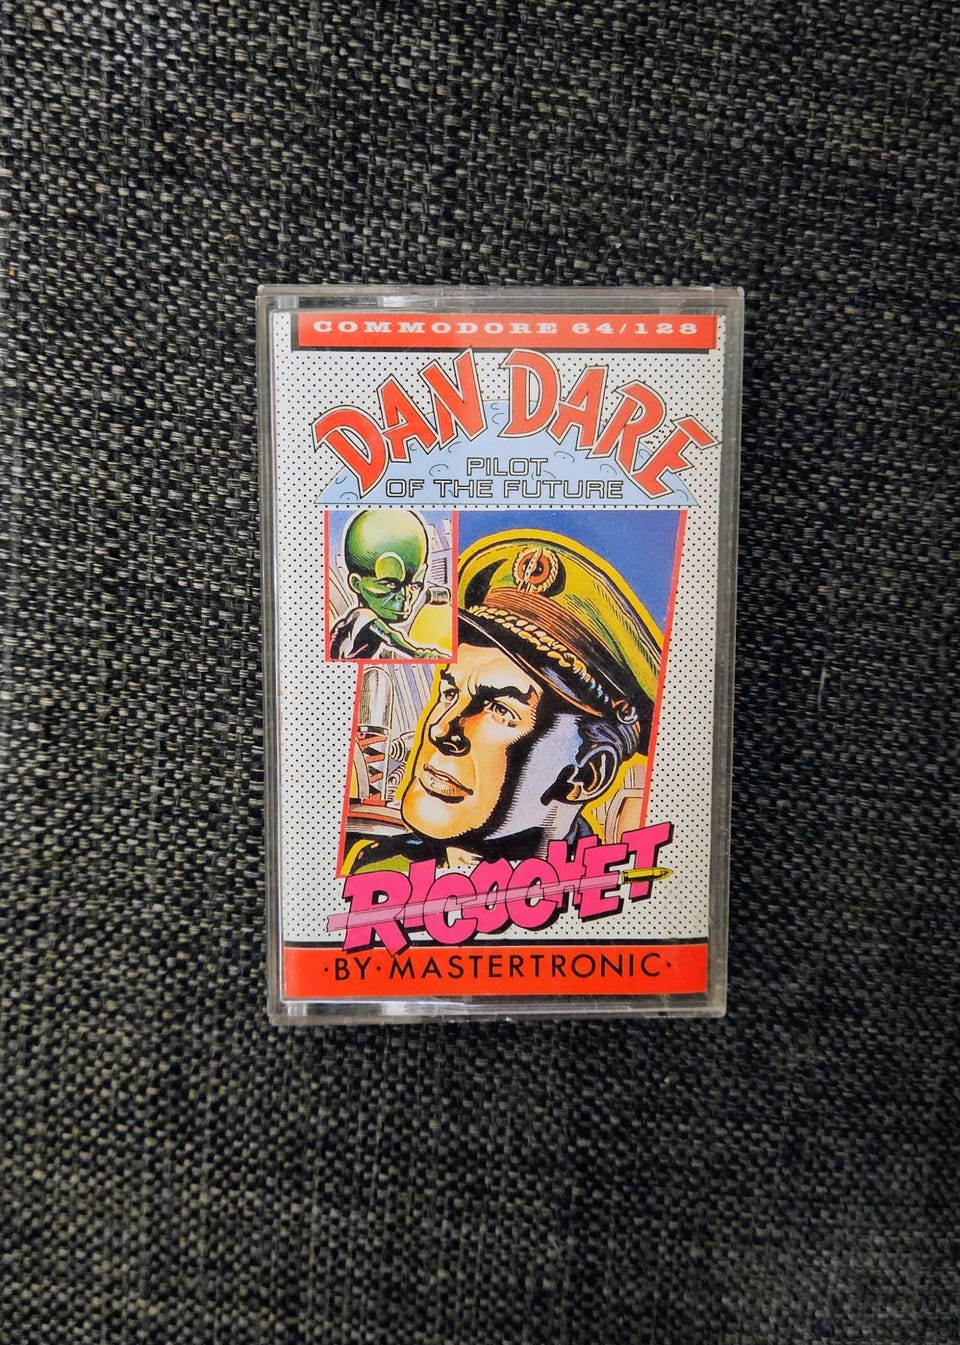 COMMODORE 64/128
DAN DARE
PILOT
OF THE FUTURE
RICOCHET
·BY·MASTERTRONIC·